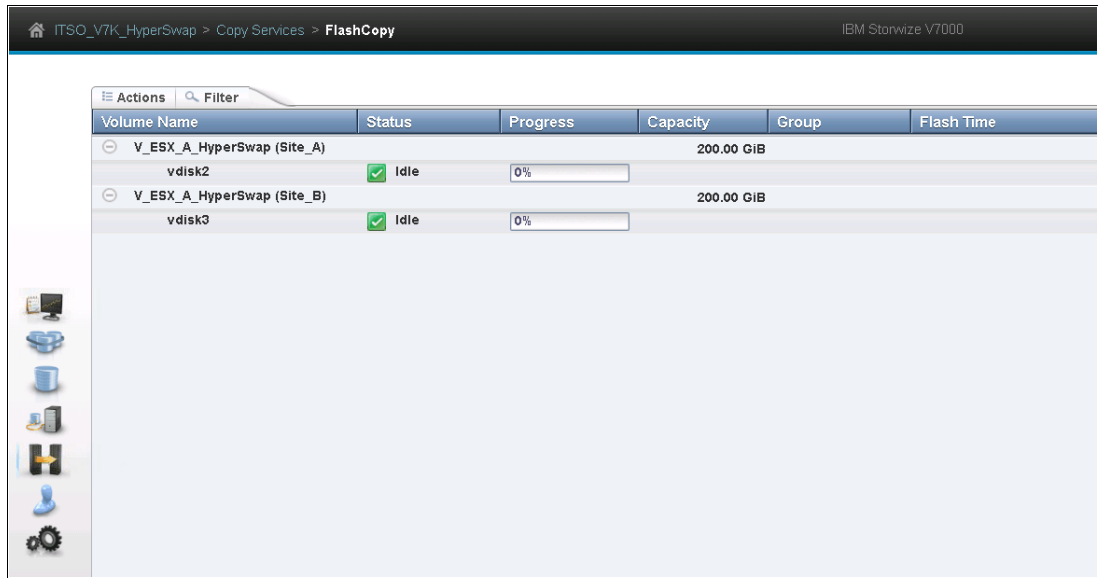 ITSO_V7K_HyperSwap > Copy Services > FlashCopy IBM Storwize V7000
Actions Filter
Volume Name Status Progress Capacity Group Flash Time
V_ESX_A_HyperSwap (Site_A) 200.00 GiB
vdisk2 Idle 0%
V_ESX_A_HyperSwap (Site_B) 200.00 GiB
vdisk3 Idle 0%